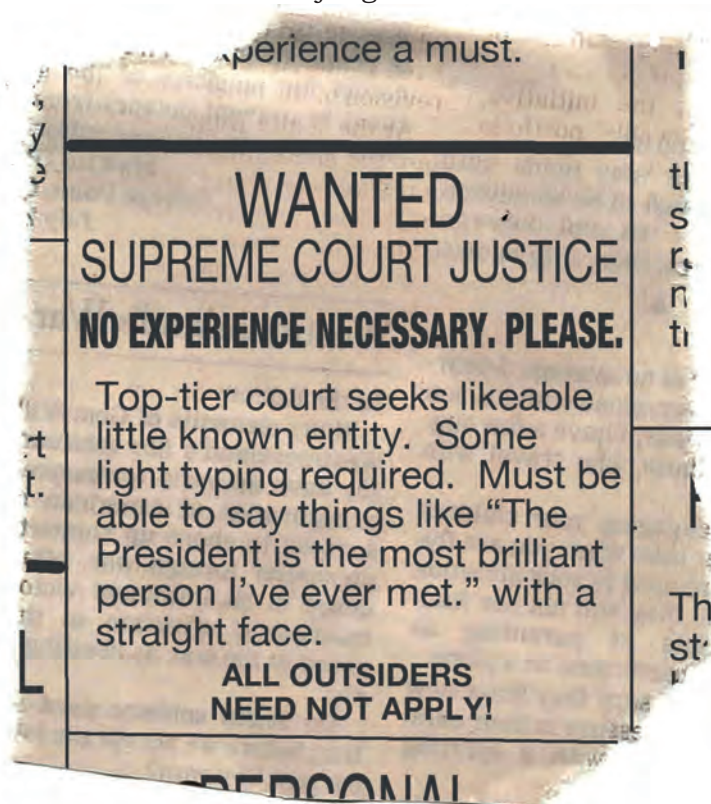 experience a must.
WANTED
SUPREME COURT JUSTICE
NO EXPERIENCE NECESSARY. PLEASE.
Top-tier court seeks likeable
little known entity. Some
light typing required. Must be
able to say things like “The
President is the most brilliant
person I’ve ever met.” with a
straight face.
ALL OUTSIDERS
NEED NOT APPLY!
PERSONAL